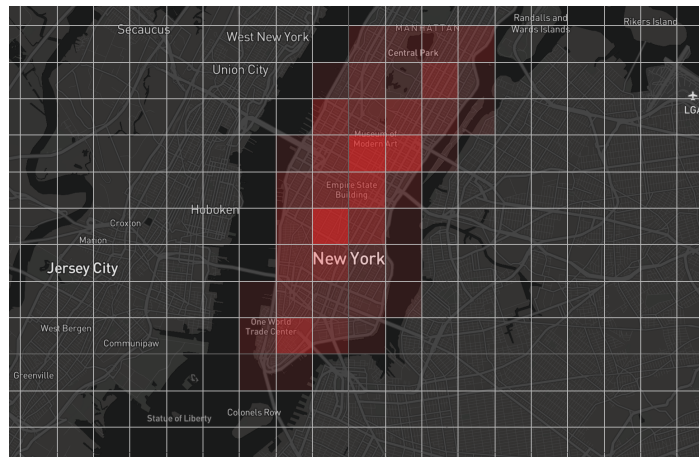 Secaucus
West New York
MANHATTAN
Randalls and
Wards Islands
Rikers Island
Central Park
Union City
LGA
Museum of
Modern Art
Empire State
Building
Hoboken
Croxton
Marion
New York
Jersey City
One World
Trade Center
West Bergen
Communipaw
Greenville
Colonels Row
Statue of Liberty